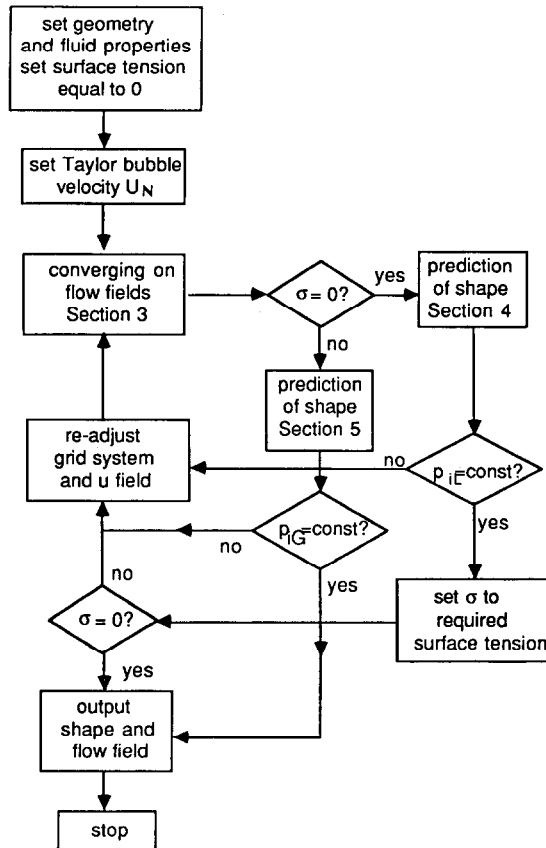 set geometry
and fluid properties
set surface tension
equal to 0
set Taylor bubble
velocity UN
converging on
flow fields
Section 3
σ = 0?
yes
prediction
of shape
Section 4
no
prediction
of shape
Section 5
re-adjust
grid system
and u field
no
piL=const?
yes
piG=const?
no
yes
set σ to
required
surface tension
no
σ = 0?
yes
output
shape and
flow field
stop